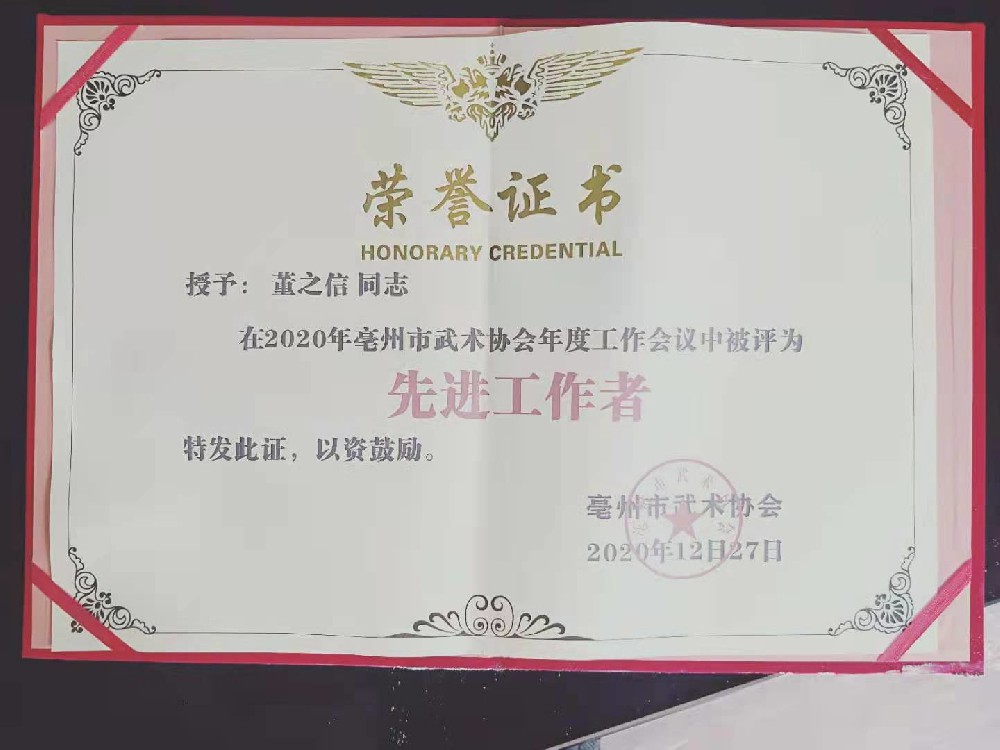 荣誉证书
HONORARY CREDENTIAL
授予：董之信 同志
在2020年亳州市武术协会年度工作会议中被评为
先进工作者
特发此证，以资鼓励。
亳州市武术协会
2020年12日27日